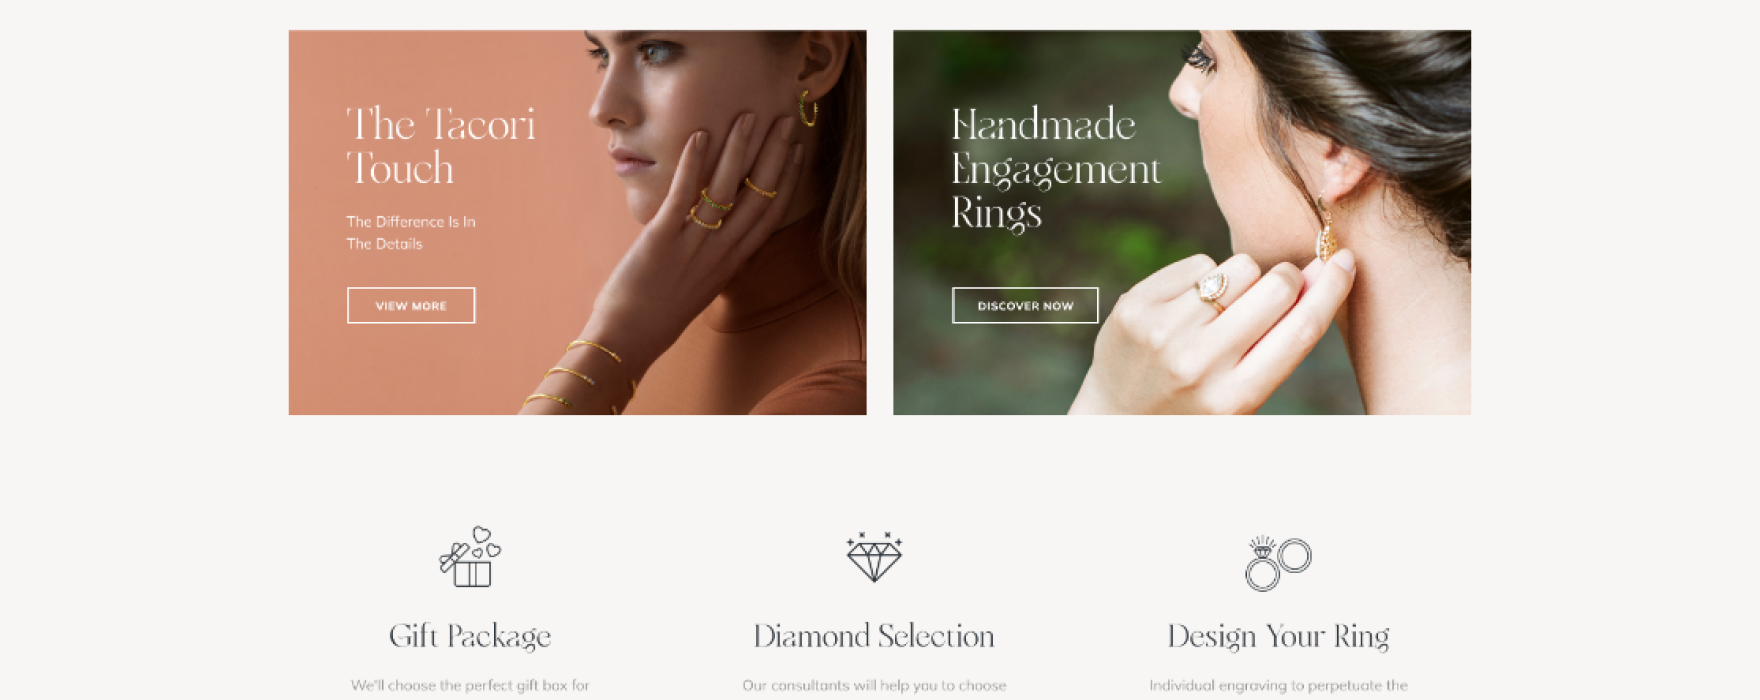 The Tacori
Touch
The Difference Is In
The Details
VIEW MORE
Handmade
Engagement
Rings
DISCOVER NOW
Gift Package
We'll choose the perfect gift box for
Diamond Selection
Our consultants will help you to choose
Design Your Ring
Individual engraving to perpetuate the